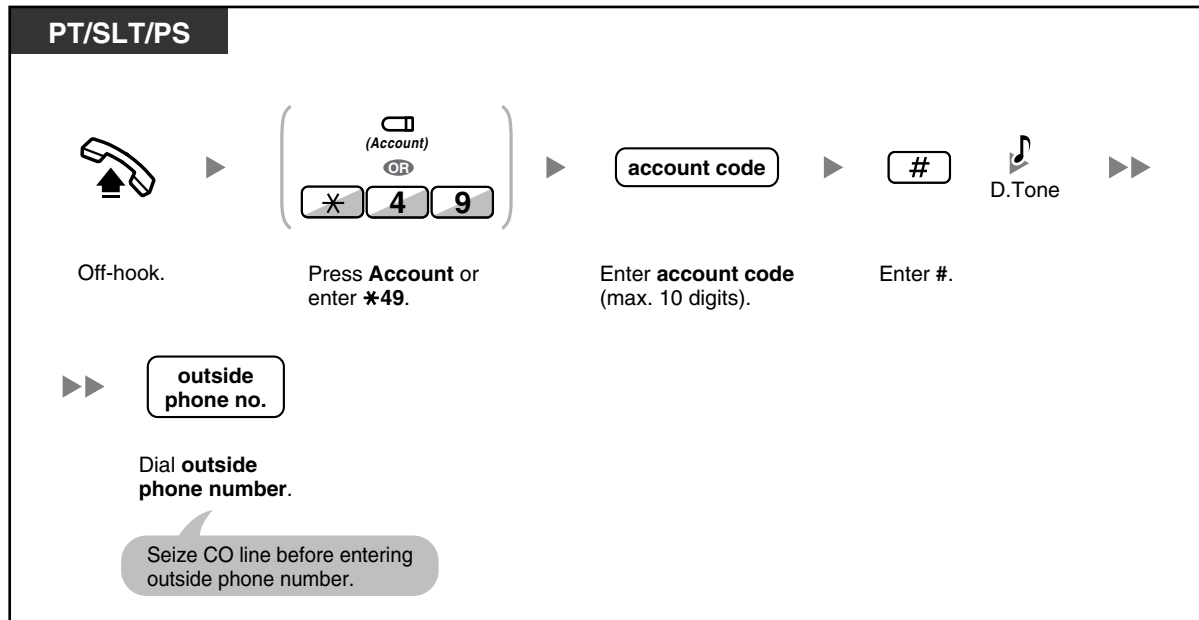 PT/SLT/PS
(Account)
OR
✳ 4 9
account code
#
D.Tone
Off-hook.
Press Account or
enter ✳49.
Enter account code
(max. 10 digits).
Enter #.
outside
phone no.
Dial outside
phone number.
Seize CO line before entering
outside phone number.